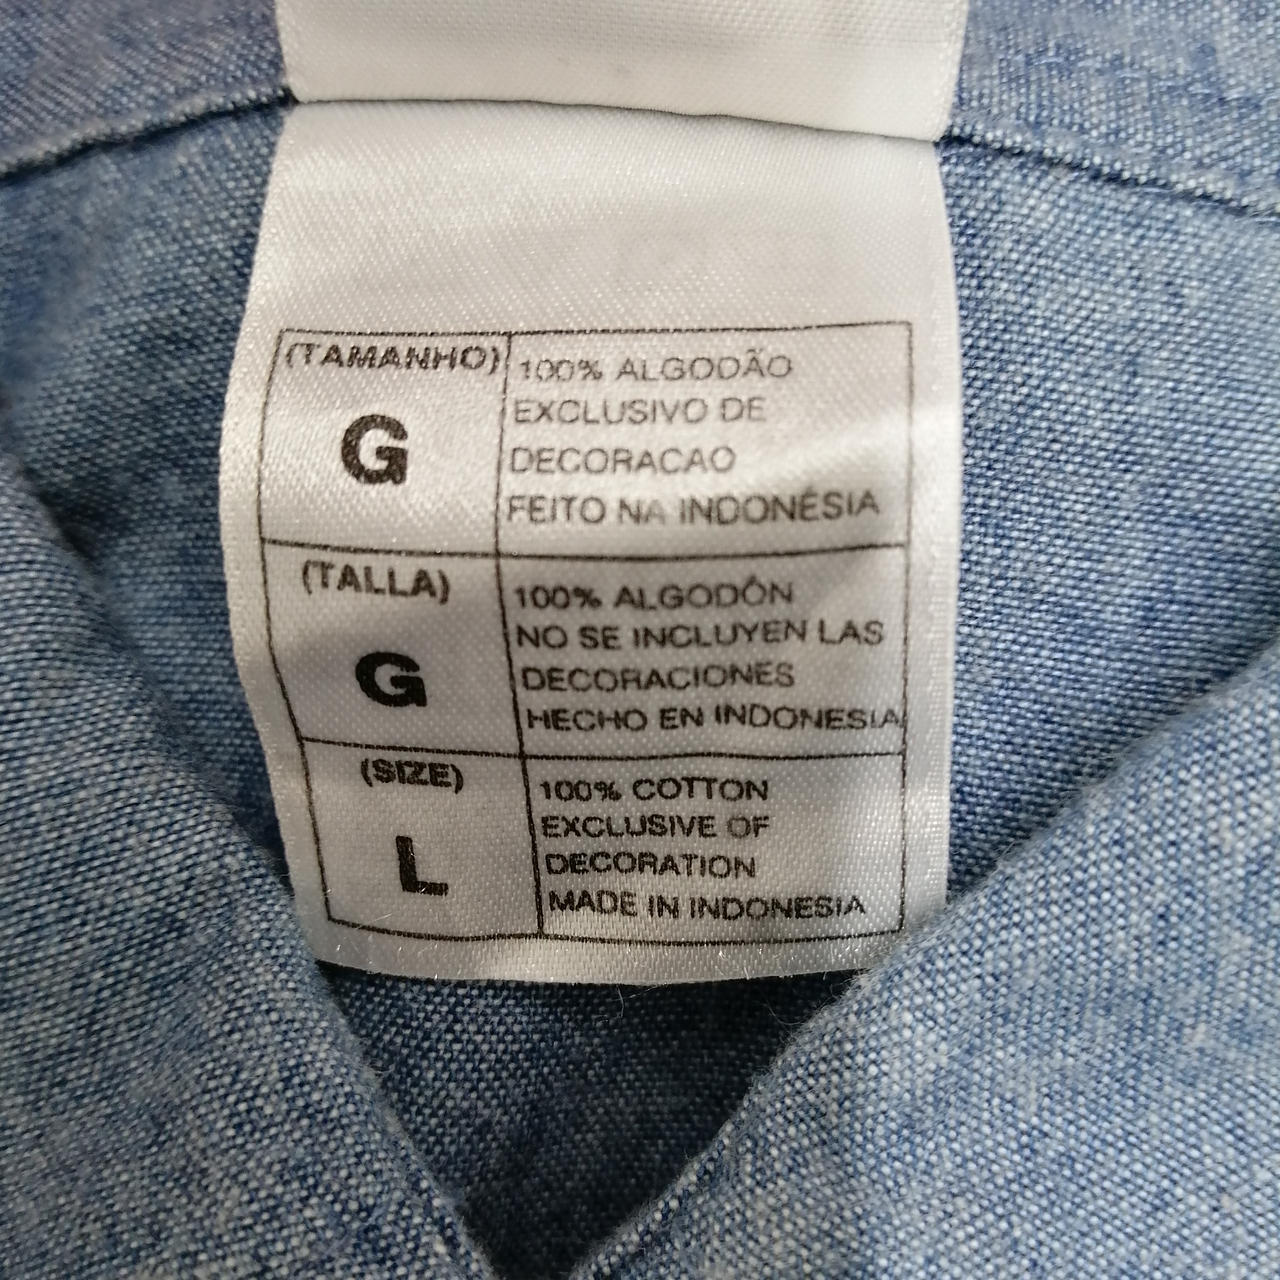 (TAMANHO)
G
100% ALGODÃO
EXCLUSIVO DE
DECORACAO
FEITO NA INDONÉSIA
(TALLA)
G
100% ALGODÓN
NO SE INCLUYEN LAS
DECORACIONES
HECHO EN INDONESIA
(SIZE)
L
100% COTTON
EXCLUSIVE OF
DECORATION
MADE IN INDONESIA